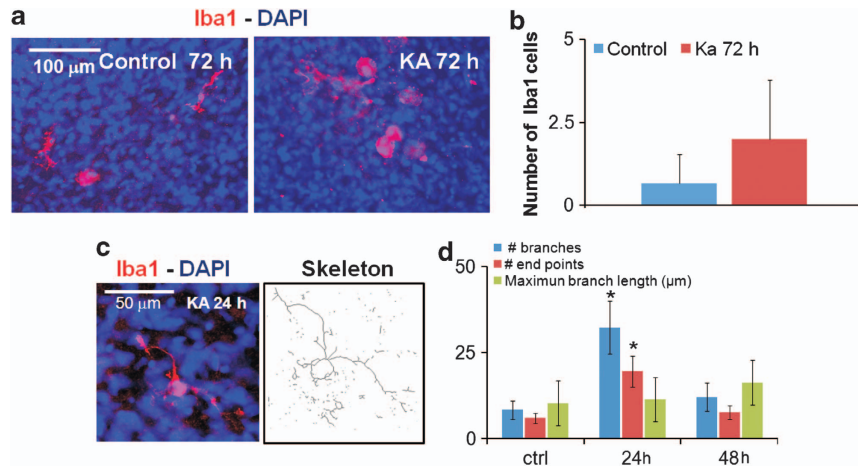 a
Iba1 - DAPI
100 µm
Control 72 h
KA 72 h
b
Number of Iba1 cells
5
2.5
0
Control
Ka 72 h
c
Iba1 - DAPI
50 µm
KA 24 h
Skeleton
d
# branches
# end points
Maximun branch length (µm)
50
25
0
*
*
ctrl
24h
48h